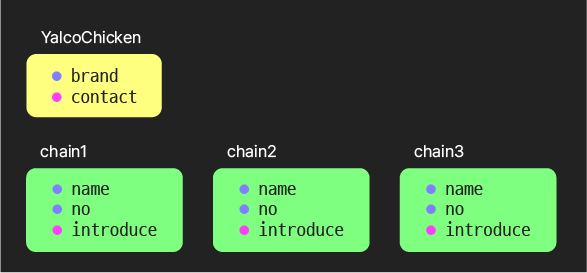 YalcoChicken
brand
contact
chain1 chain2 chain3
name name name
no no no
introduce introduce introduce